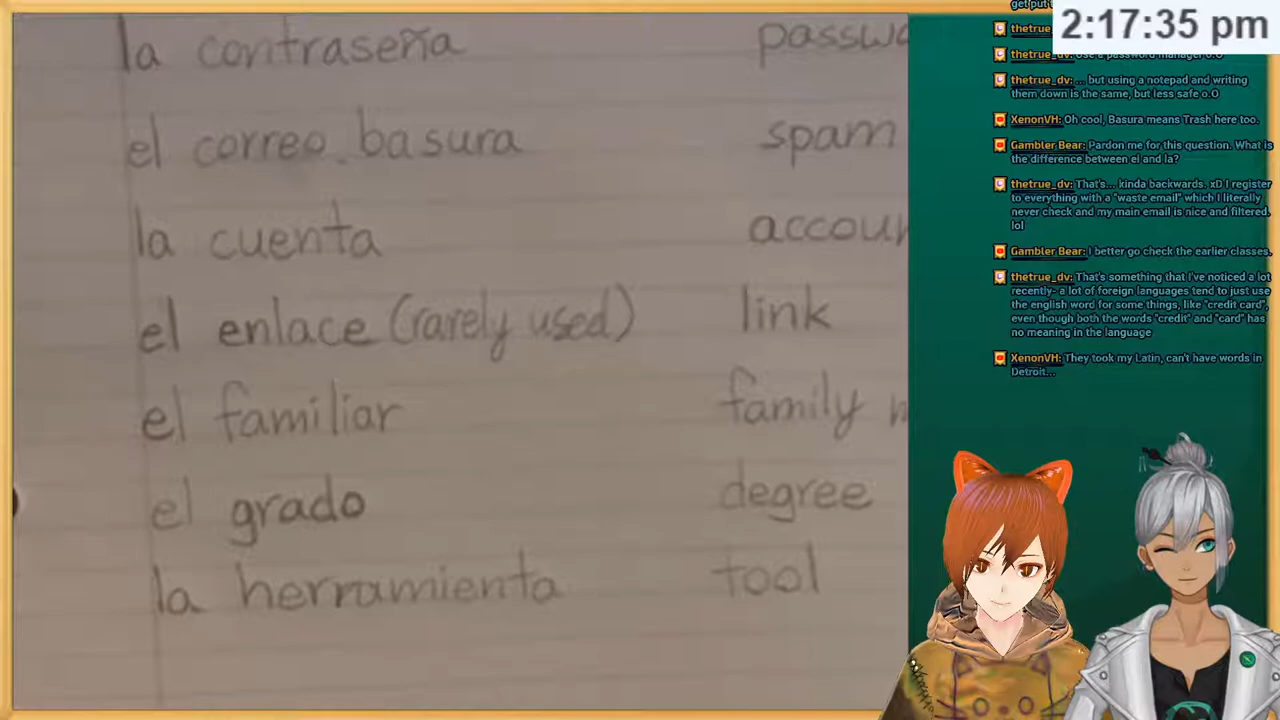 la contraseña
el correo basura spam
la cuenta
el enlace (rarely used) link
el familiar family
el grado degree
la herramienta tool
2:17:35 pm
thetrue_dv: ... but using a notepad and writing
them down is the same, but less safe o.O
XenonVH: Oh cool, Basura means Trash here too.
Gambler Bear: Pardon me for this question. What is
the difference between el and la?
thetrue_dv: That's... kinda backwards. xD I register
to everything with a "waste email" which I literally
never check and my main email is nice and filtered.
lol
Gambler Bear: I better go check the earlier classes.
thetrue_dv: That's something that I've noticed a lot
recently- a lot of foreign languages tend to just use
the english word for some things, like "credit card",
even though both the words "credit" and "card" has
no meaning in the language
XenonVH: They took my Latin, can't have words in
Detroit...